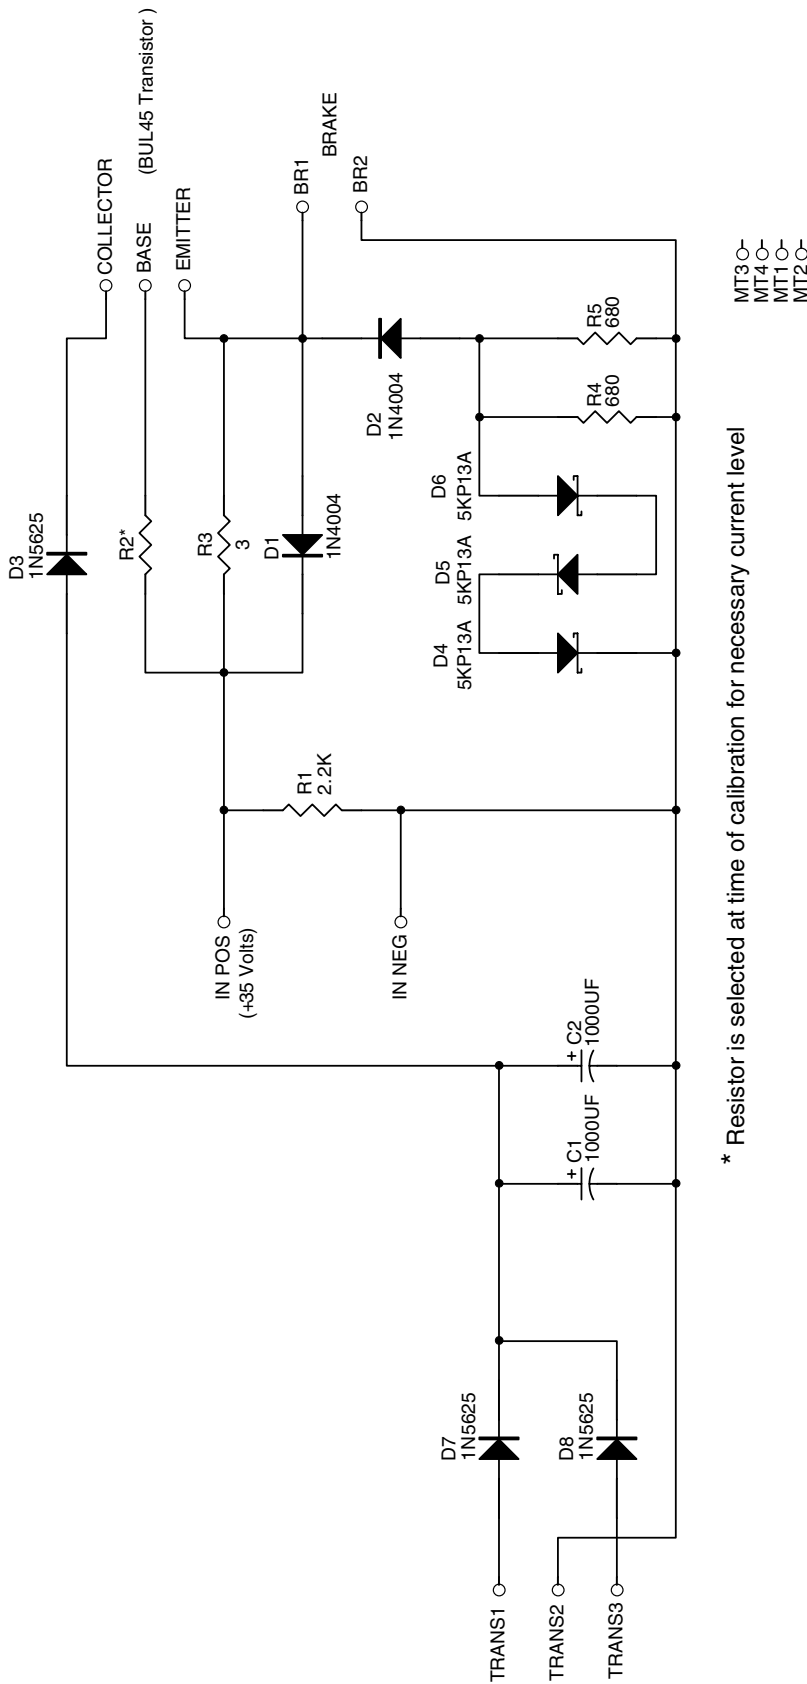 COLLECTOR
BASE
(BUL45 Transistor )
EMITTER
BR1
BRAKE
BR2
D3
1N5625
R2*
R3
3
D1
1N4004
D2
1N4004
R5
680
R4
680
D6
5KP13A
D5
5KP13A
D4
5KP13A
R1
2.2K
IN POS
(+35 Volts)
IN NEG
+ C2
1000UF
+ C1
1000UF
D7
1N5625
D8
1N5625
TRANS1
TRANS2
TRANS3
MT3
MT4
MT1
MT2
* Resistor is selected at time of calibration for necessary current level